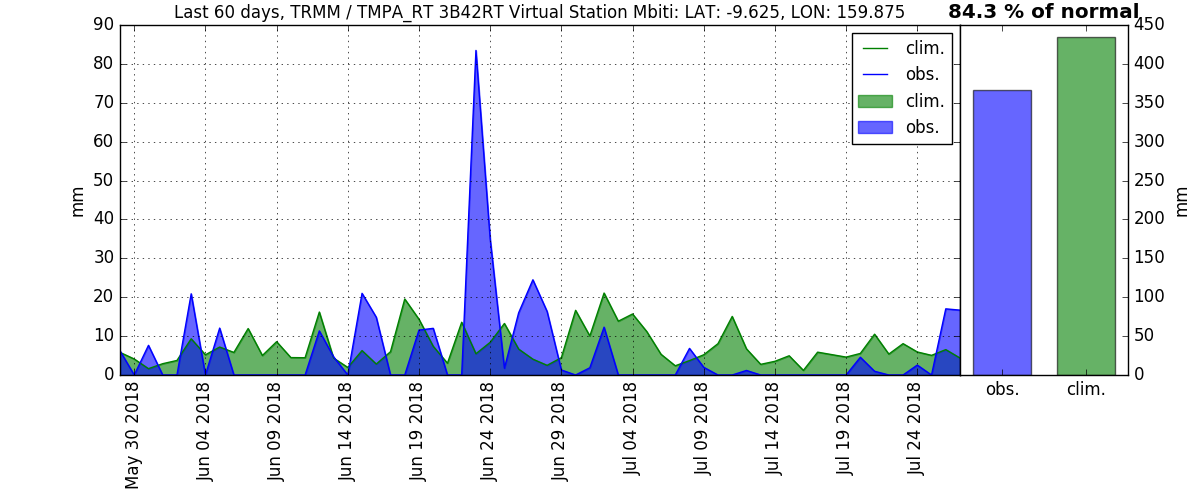 Last 60 days, TRMM / TMPA_RT 3B42RT Virtual Station Mbiti: LAT: -9.625, LON: 159.875
84.3 % of normal
90
80
70
60
50
40
30
20
10
0
mm
clim.
obs.
clim.
obs.
May 30 2018
Jun 04 2018
Jun 09 2018
Jun 14 2018
Jun 19 2018
Jun 24 2018
Jun 29 2018
Jul 04 2018
Jul 09 2018
Jul 14 2018
Jul 19 2018
Jul 24 2018
450
400
350
300
250
200
150
100
50
0
mm
obs.
clim.